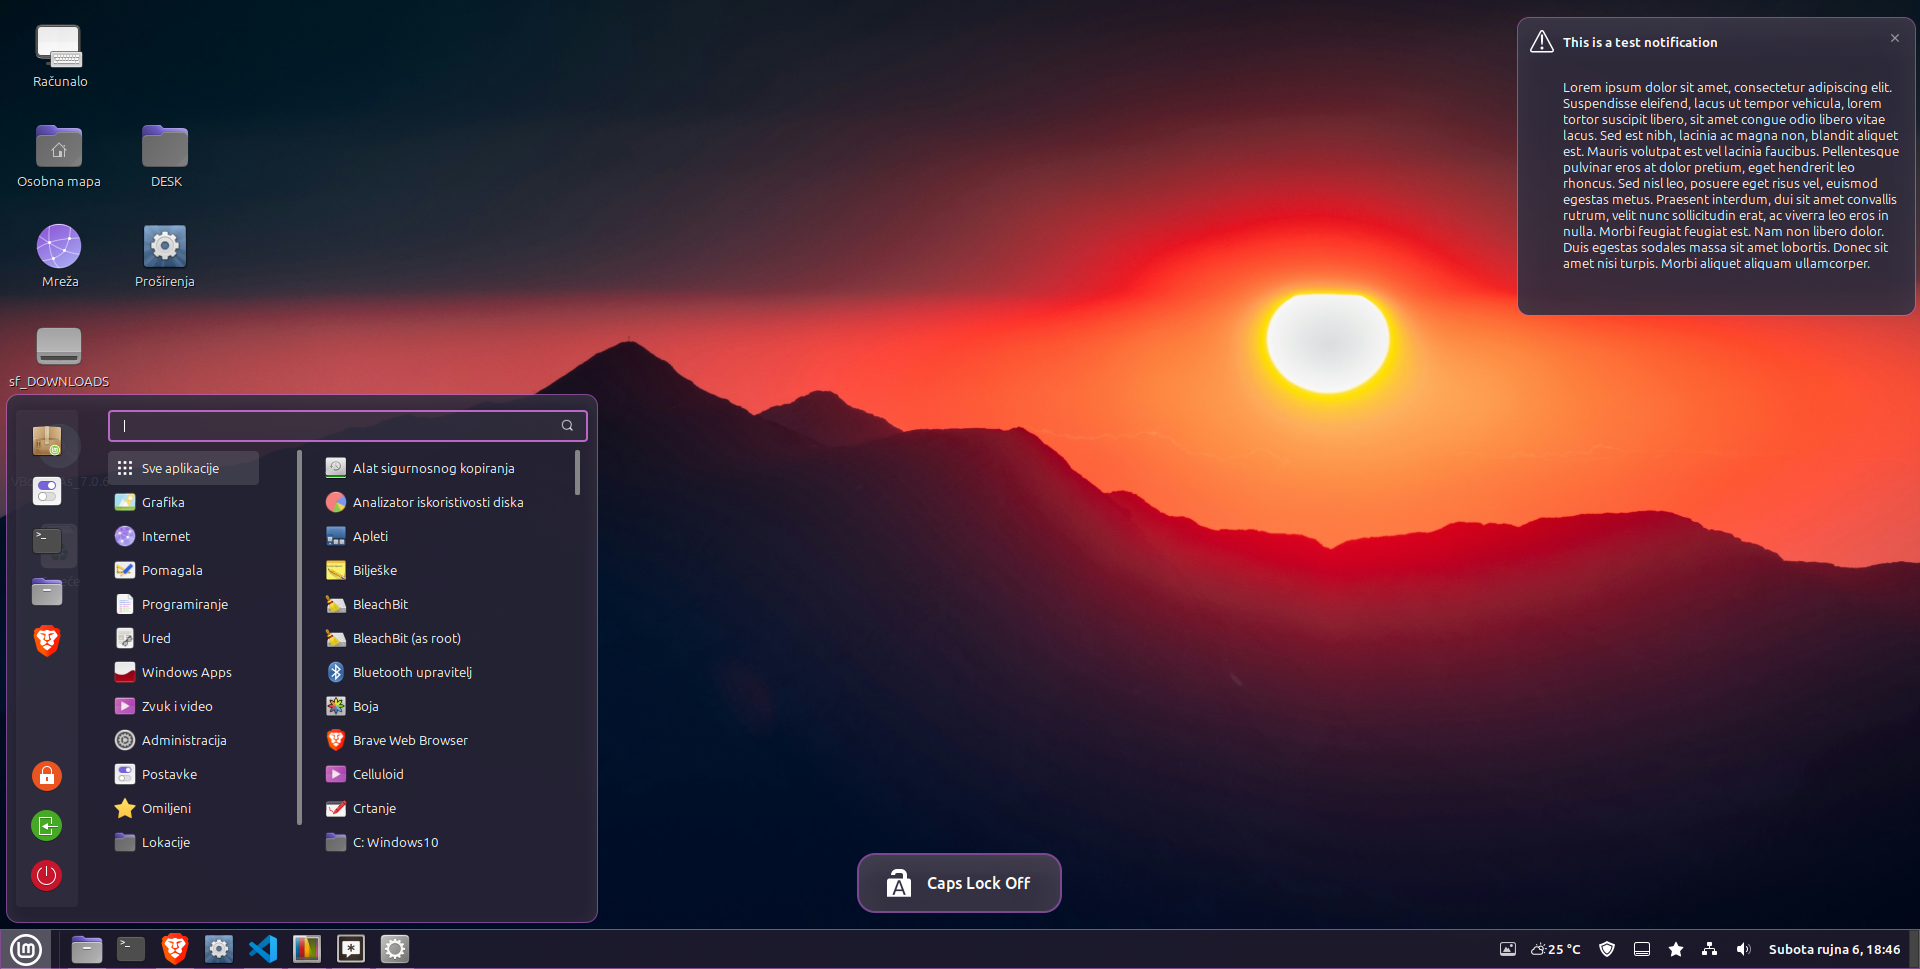 Računalo
Osobna mapa
DESK
Mreža
Proširenja
sf_DOWNLOADS
This is a test notification
Lorem ipsum dolor sit amet, consectetur adipiscing elit.
Suspendisse eleifend, lacus ut tempor vehicula, lorem
tortor suscipit libero, sit amet congue odio libero vitae
lacus. Sed est nibh, lacinia ac magna non, blandit aliquet
est. Mauris volutpat est vel lacinia faucibus. Pellentesque
pulvinar eros at dolor pretium, eget hendrerit leo
rhoncus. Sed nisl leo, posuere eget risus vel, euismod
egestas metus. Praesent interdum, dui sit amet convallis
rutrum, velit nunc sollicitudin erat, ac viverra leo eros in
nulla. Morbi feugiat feugiat est. Nam non libero dolor.
Duis egestas sodales massa sit amet lobortis. Donec sit
amet nisi turpis. Morbi aliquet aliquam ullamcorper.
Sve aplikacije
Grafika
Internet
Pomagala
Programiranje
Ured
Windows Apps
Zvuk i video
Administracija
Postavke
Omiljeni
Lokacije
Alat sigurnosnog kopiranja
Analizator iskoristivosti diska
Apleti
Bilješke
BleachBit
BleachBit (as root)
Bluetooth upravitelj
Boja
Brave Web Browser
Celluloid
Crtanje
C: Windows10
A
Caps Lock Off
25 °C
Subota rujna 6, 18:46